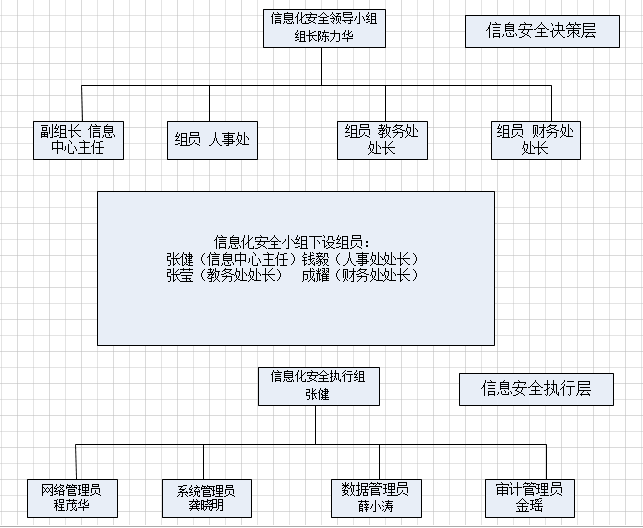 信息化安全领导小组
组长陈力华
信息安全决策层
副组长 信息
中心主任
组员 人事处
组员 教务处
处长
组员 财务处
处长
信息化安全小组下设组员：
张健（信息中心主任）钱毅（人事处处长）
张莹（教务处处长） 成耀（财务处处长）
信息化安全执行组
张健
信息安全执行层
网络管理员
程茂华
系统管理员
龚晓明
数据管理员
薛小涛
审计管理员
金瑶